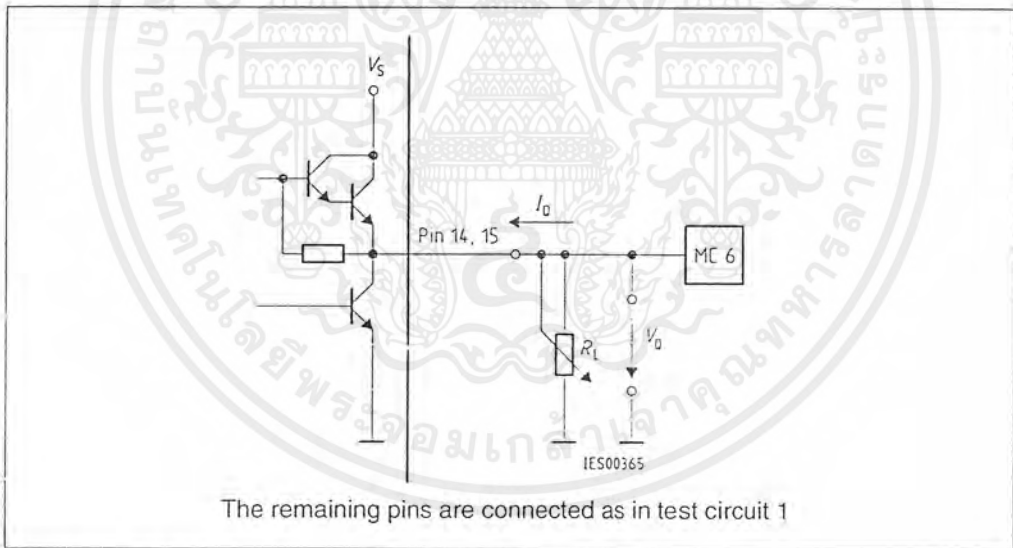 V_S
I_Q
Pin 14, 15
MC 6
R_L
V_Q
IES00365
The remaining pins are connected as in test circuit 1